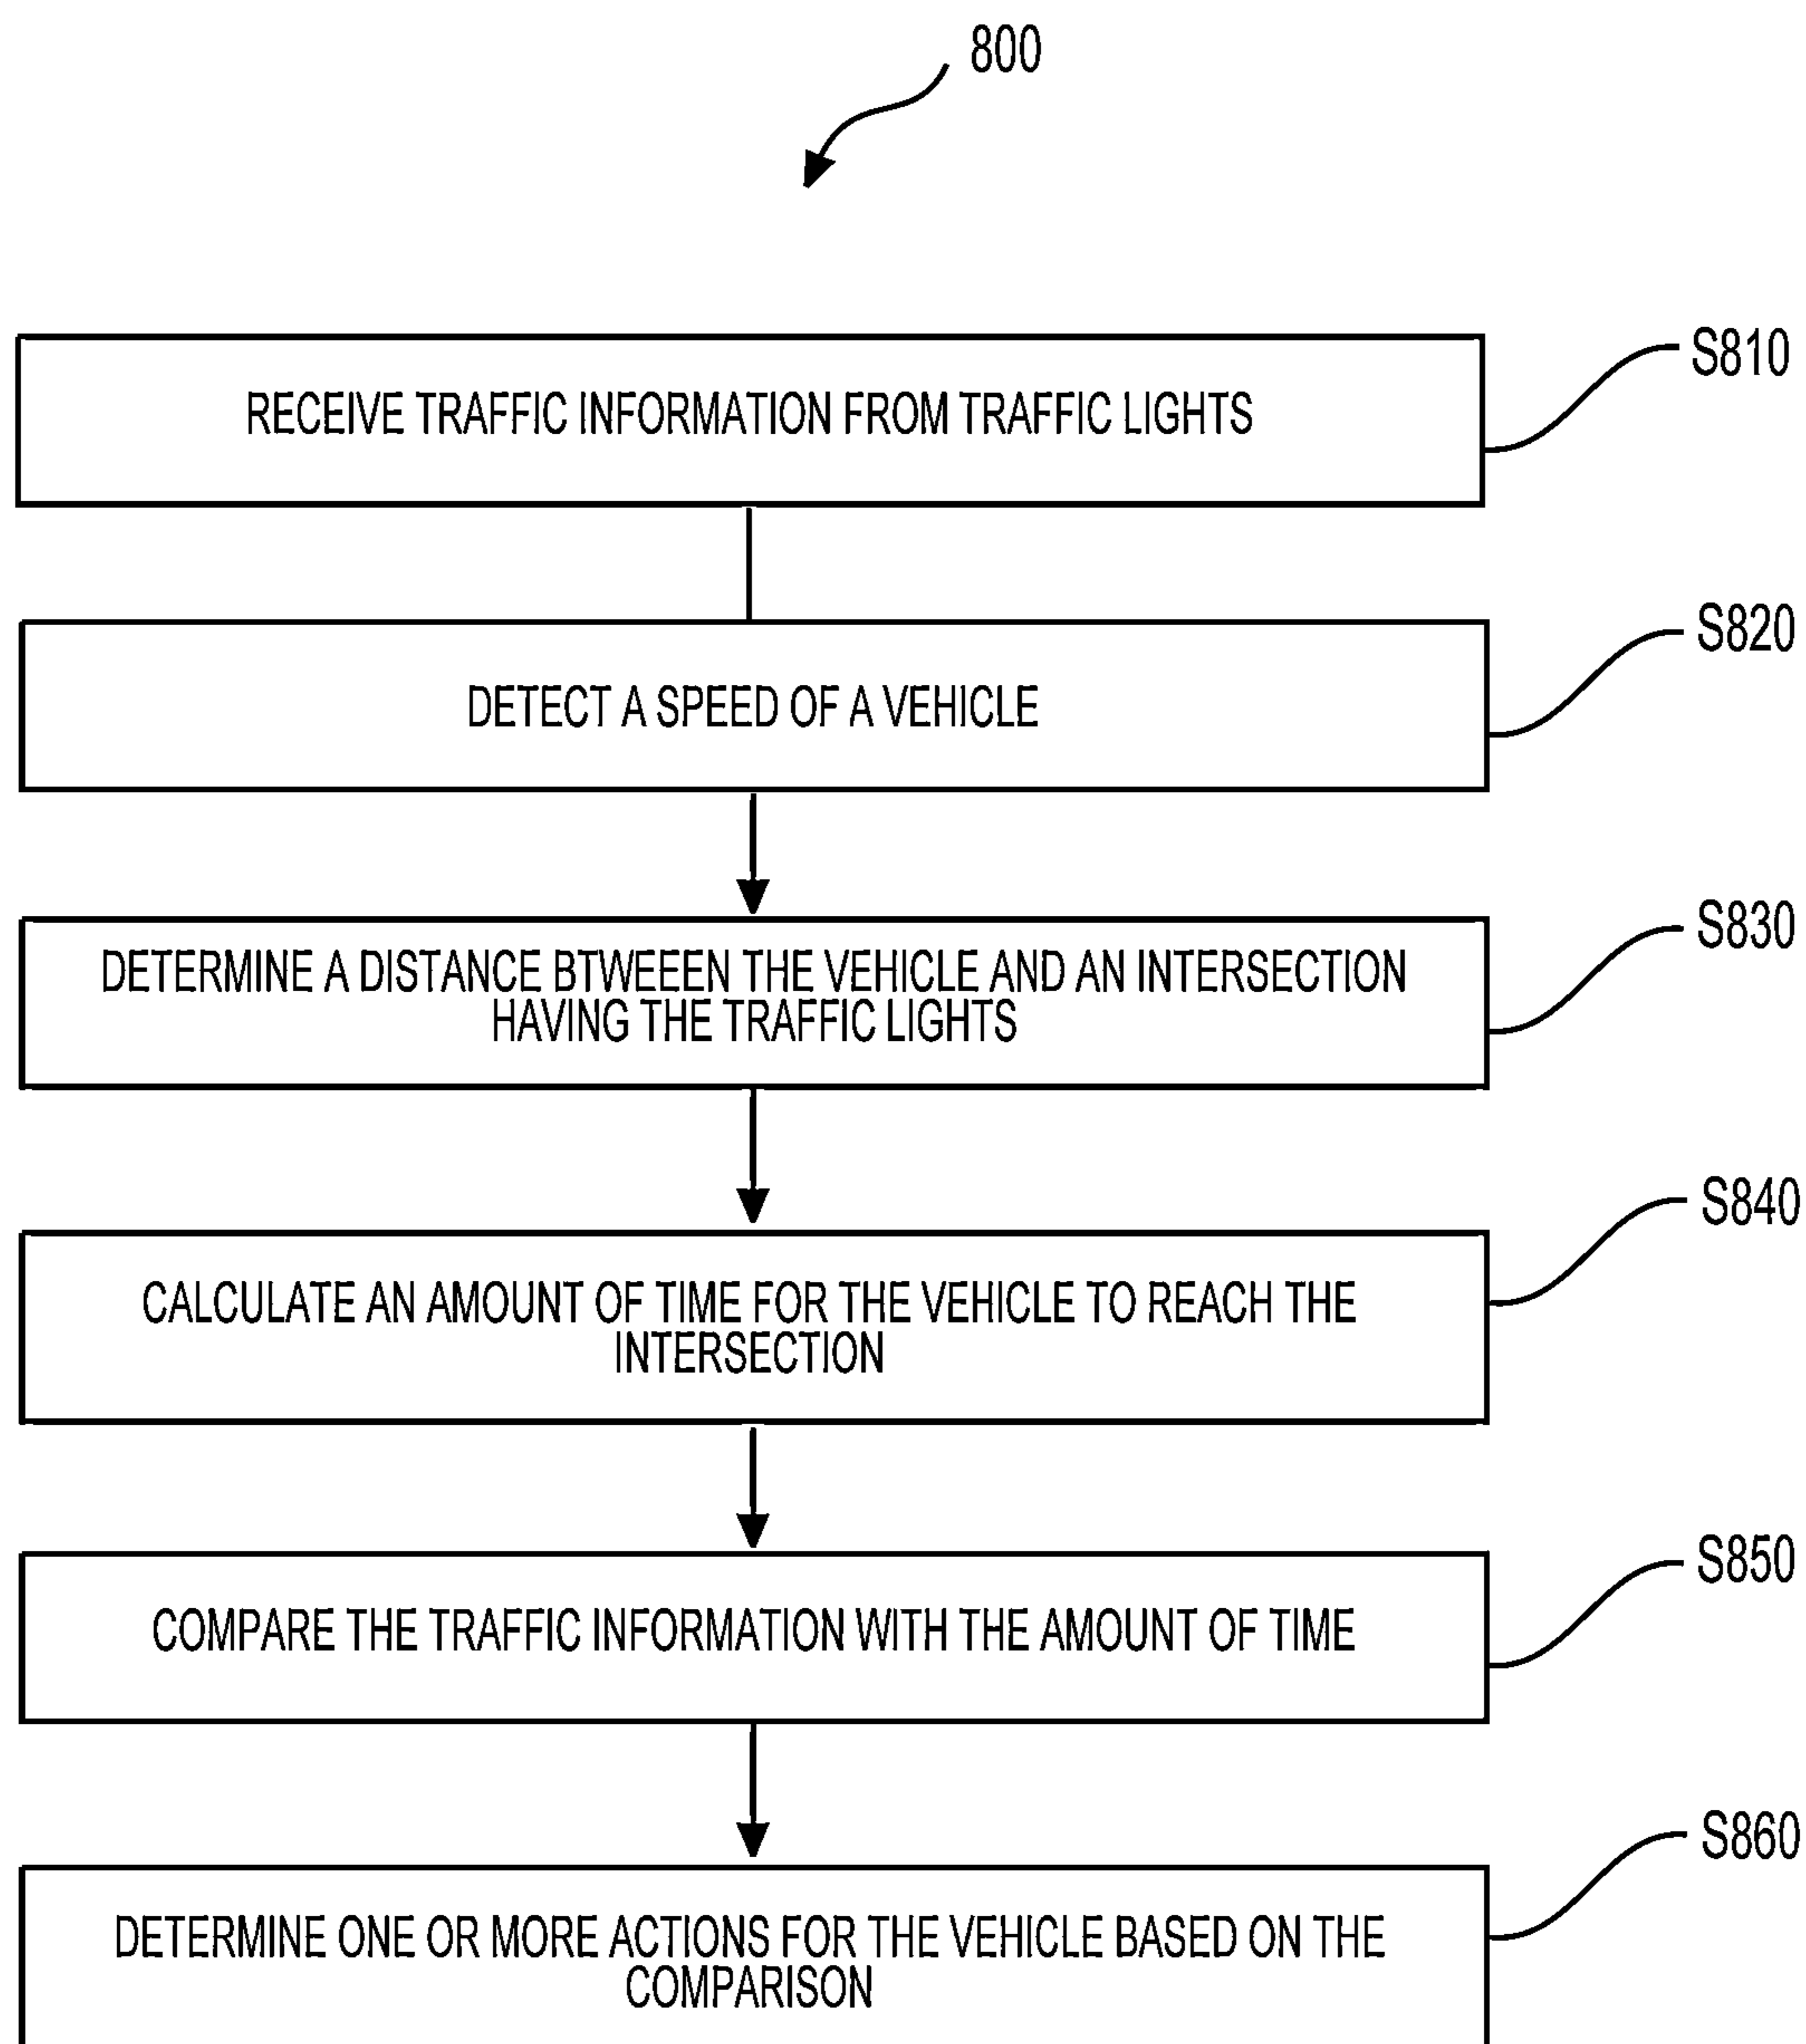 800
RECEIVE TRAFFIC INFORMATION FROM TRAFFIC LIGHTS
S810
DETECT A SPEED OF A VEHICLE
S820
DETERMINE A DISTANCE BTWEEEN THE VEHICLE AND AN INTERSECTION
HAVING THE TRAFFIC LIGHTS
S830
CALCULATE AN AMOUNT OF TIME FOR THE VEHICLE TO REACH THE
INTERSECTION
S840
COMPARE THE TRAFFIC INFORMATION WITH THE AMOUNT OF TIME
S850
DETERMINE ONE OR MORE ACTIONS FOR THE VEHICLE BASED ON THE
COMPARISON
S860